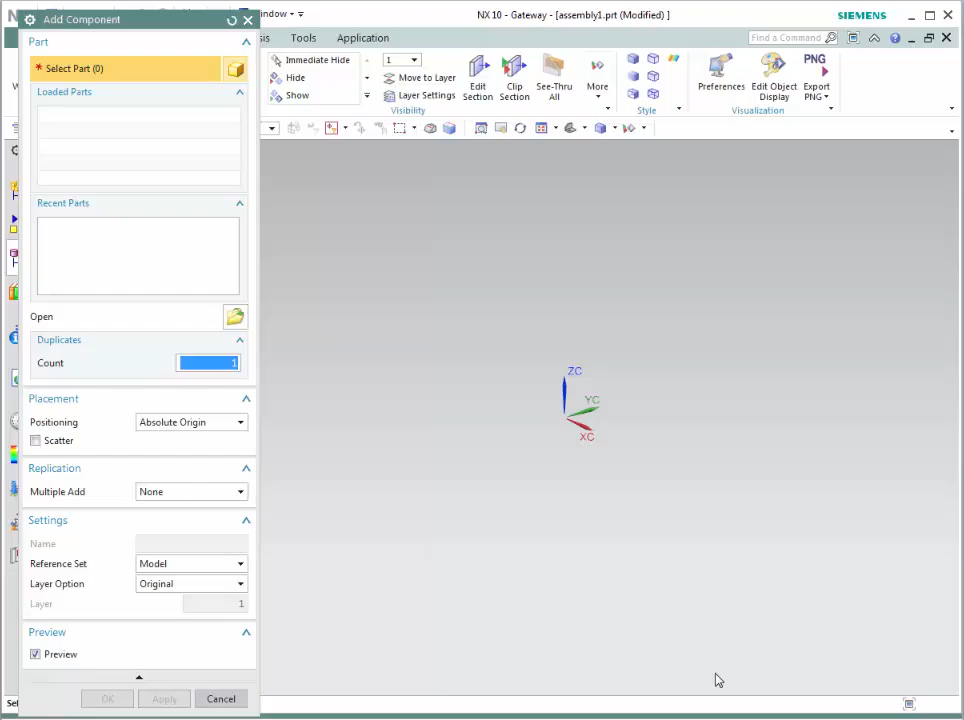 Add Component
indow
NX 10 - Gateway - [assembly1.prt (Modified) ]
SIEMENS
sis
Tools
Application
Find a Command
Part
* Select Part (0)
Loaded Parts
Recent Parts
Open
Duplicates
Count
1
Placement
Positioning
Absolute Origin
Scatter
Replication
Multiple Add
None
Settings
Name
Reference Set
Model
Layer Option
Original
Layer
1
Preview
Preview
OK
Apply
Cancel
Immediate Hide
Hide
Show
1
Move to Layer
Layer Settings
Edit
Section
Clip
Section
See-Thru
All
More
Visibility
Style
Preferences
Edit Object
Display
PNG
Export
PNG
Visualization
ZC
YC
XC